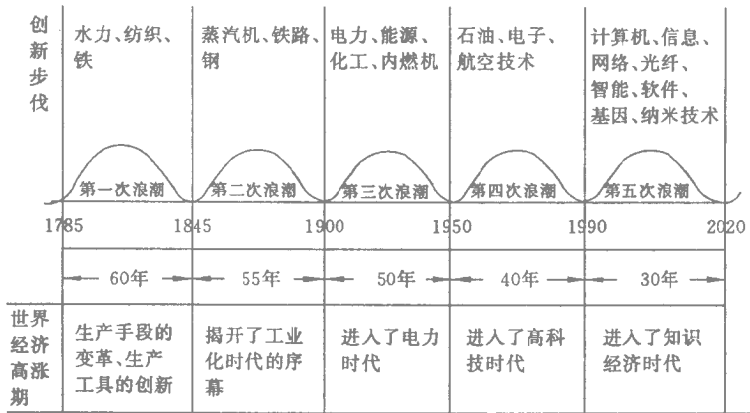 创新步伐
水力、纺织、
铁
蒸汽机、铁路、
钢
电力、能源、
化工、内燃机
石油、电子、
航空技术
计算机、信息、
网络、光纤、
智能、软件、
基因、纳米技术
第一次浪潮
第二次浪潮
第三次浪潮
第四次浪潮
第五次浪潮
1785
1845
1900
1950
1990
2020
60年
55年
50年
40年
30年
世界
经济
高涨
期
生产手段的
变革、生产
工具的创新
揭开了工业
化时代的序
幕
进入了电力
时代
进入了高科
技时代
进入了知识
经济时代